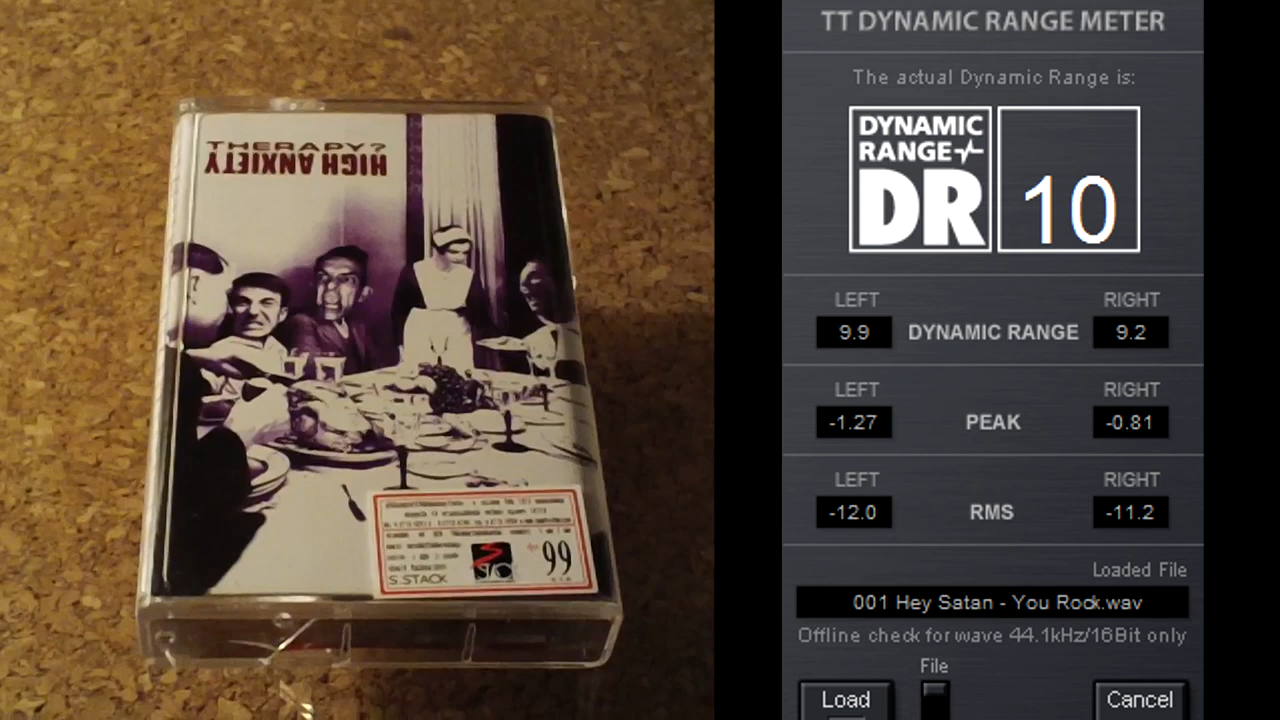 THERAPY?
HIGH ANXIETY
S.STACK
99
TT DYNAMIC RANGE METER
The actual Dynamic Range is:
DYNAMIC
RANGE
DR
10
LEFT RIGHT
9.9 DYNAMIC RANGE 9.2
LEFT RIGHT
-1.27 PEAK -0.81
LEFT RIGHT
-12.0 RMS -11.2
Loaded File
001 Hey Satan - You Rock.wav
Offline check for wave 44.1kHz/16Bit only
File
Load Cancel